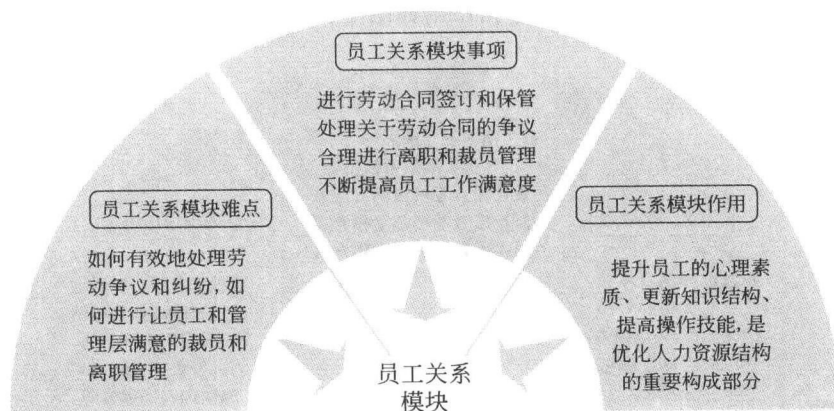 员工关系模块事项
进行劳动合同签订和保管
处理关于劳动合同的争议
合理进行离职和裁员管理
不断提高员工工作满意度
员工关系模块难点
如何有效地处理劳
动争议和纠纷,如
何进行让员工和管
理层满意的裁员和
离职管理
员工关系模块作用
提升员工的心理素
质、更新知识结构、
提高操作技能,是
优化人力资源结构
的重要构成部分
员工关系
模块